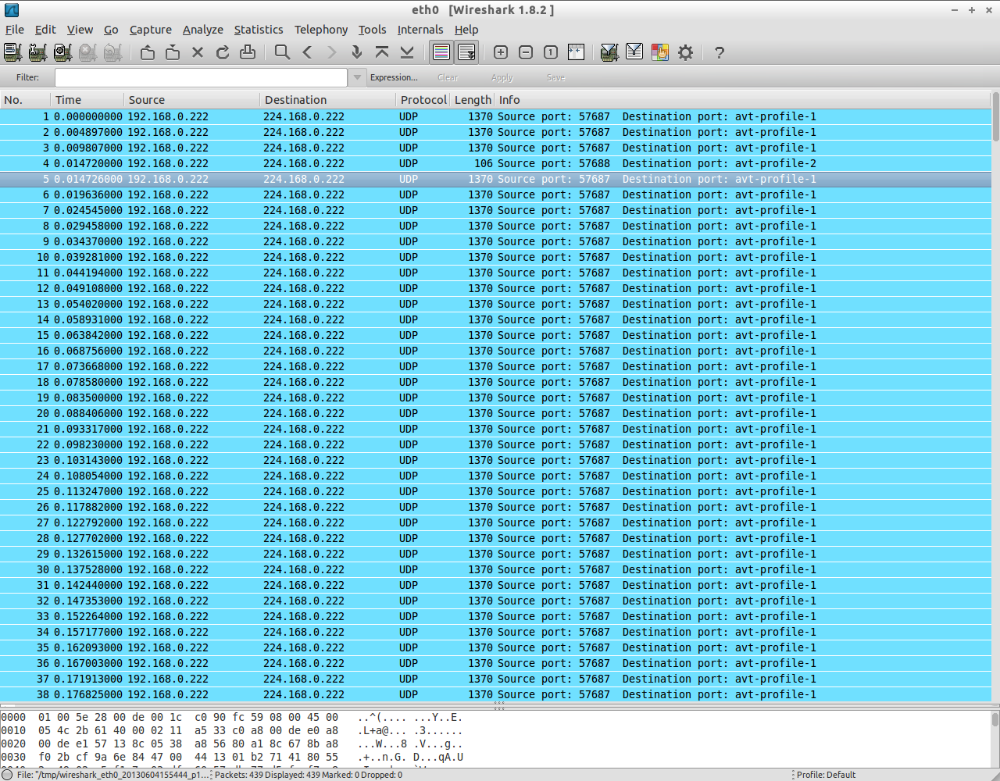 eth0   [Wireshark 1.8.2 ]
File Edit View Go Capture Analyze Statistics Telephony Tools Internals Help
Filter: Expression... Clear Apply Save
No. Time Source Destination Protocol Length Info
1 0.000000000 192.168.0.222 224.168.0.222 UDP 1370 Source port: 57687  Destination port: avt-profile-1
2 0.004897000 192.168.0.222 224.168.0.222 UDP 1370 Source port: 57687  Destination port: avt-profile-1
3 0.009807000 192.168.0.222 224.168.0.222 UDP 1370 Source port: 57687  Destination port: avt-profile-1
4 0.014720000 192.168.0.222 224.168.0.222 UDP 106 Source port: 57688  Destination port: avt-profile-2
5 0.014726000 192.168.0.222 224.168.0.222 UDP 1370 Source port: 57687  Destination port: avt-profile-1
6 0.019636000 192.168.0.222 224.168.0.222 UDP 1370 Source port: 57687  Destination port: avt-profile-1
7 0.024545000 192.168.0.222 224.168.0.222 UDP 1370 Source port: 57687  Destination port: avt-profile-1
8 0.029458000 192.168.0.222 224.168.0.222 UDP 1370 Source port: 57687  Destination port: avt-profile-1
9 0.034370000 192.168.0.222 224.168.0.222 UDP 1370 Source port: 57687  Destination port: avt-profile-1
10 0.039281000 192.168.0.222 224.168.0.222 UDP 1370 Source port: 57687  Destination port: avt-profile-1
11 0.044194000 192.168.0.222 224.168.0.222 UDP 1370 Source port: 57687  Destination port: avt-profile-1
12 0.049108000 192.168.0.222 224.168.0.222 UDP 1370 Source port: 57687  Destination port: avt-profile-1
13 0.054020000 192.168.0.222 224.168.0.222 UDP 1370 Source port: 57687  Destination port: avt-profile-1
14 0.058931000 192.168.0.222 224.168.0.222 UDP 1370 Source port: 57687  Destination port: avt-profile-1
15 0.063842000 192.168.0.222 224.168.0.222 UDP 1370 Source port: 57687  Destination port: avt-profile-1
16 0.068756000 192.168.0.222 224.168.0.222 UDP 1370 Source port: 57687  Destination port: avt-profile-1
17 0.073668000 192.168.0.222 224.168.0.222 UDP 1370 Source port: 57687  Destination port: avt-profile-1
18 0.078580000 192.168.0.222 224.168.0.222 UDP 1370 Source port: 57687  Destination port: avt-profile-1
19 0.083500000 192.168.0.222 224.168.0.222 UDP 1370 Source port: 57687  Destination port: avt-profile-1
20 0.088406000 192.168.0.222 224.168.0.222 UDP 1370 Source port: 57687  Destination port: avt-profile-1
21 0.093317000 192.168.0.222 224.168.0.222 UDP 1370 Source port: 57687  Destination port: avt-profile-1
22 0.098230000 192.168.0.222 224.168.0.222 UDP 1370 Source port: 57687  Destination port: avt-profile-1
23 0.103143000 192.168.0.222 224.168.0.222 UDP 1370 Source port: 57687  Destination port: avt-profile-1
24 0.108054000 192.168.0.222 224.168.0.222 UDP 1370 Source port: 57687  Destination port: avt-profile-1
25 0.113247000 192.168.0.222 224.168.0.222 UDP 1370 Source port: 57687  Destination port: avt-profile-1
26 0.117882000 192.168.0.222 224.168.0.222 UDP 1370 Source port: 57687  Destination port: avt-profile-1
27 0.122792000 192.168.0.222 224.168.0.222 UDP 1370 Source port: 57687  Destination port: avt-profile-1
28 0.127702000 192.168.0.222 224.168.0.222 UDP 1370 Source port: 57687  Destination port: avt-profile-1
29 0.132615000 192.168.0.222 224.168.0.222 UDP 1370 Source port: 57687  Destination port: avt-profile-1
30 0.137528000 192.168.0.222 224.168.0.222 UDP 1370 Source port: 57687  Destination port: avt-profile-1
31 0.142440000 192.168.0.222 224.168.0.222 UDP 1370 Source port: 57687  Destination port: avt-profile-1
32 0.147353000 192.168.0.222 224.168.0.222 UDP 1370 Source port: 57687  Destination port: avt-profile-1
33 0.152264000 192.168.0.222 224.168.0.222 UDP 1370 Source port: 57687  Destination port: avt-profile-1
34 0.157177000 192.168.0.222 224.168.0.222 UDP 1370 Source port: 57687  Destination port: avt-profile-1
35 0.162093000 192.168.0.222 224.168.0.222 UDP 1370 Source port: 57687  Destination port: avt-profile-1
36 0.167003000 192.168.0.222 224.168.0.222 UDP 1370 Source port: 57687  Destination port: avt-profile-1
37 0.171913000 192.168.0.222 224.168.0.222 UDP 1370 Source port: 57687  Destination port: avt-profile-1
38 0.176825000 192.168.0.222 224.168.0.222 UDP 1370 Source port: 57687  Destination port: avt-profile-1
0000  01 00 5e 28 00 de 00 1c  c0 90 fc 59 08 00 45 00   ..^(.... ...Y..E.
0010  05 4c 2b 61 40 00 02 11  a5 33 c0 a8 00 de e0 a8   .L+a@... .3......
0020  00 de e1 57 13 8c 05 38  a8 56 80 a1 8c 67 8b a8   ...W...8 .V...g..
0030  f0 2b cf 9a 6e 84 47 00  44 13 01 b2 71 41 80 55   .+..n.G. D...qA.U
File: "/tmp/wireshark_eth0_20130604155444_p1... Packets: 439 Displayed: 439 Marked: 0 Dropped: 0 Profile: Default